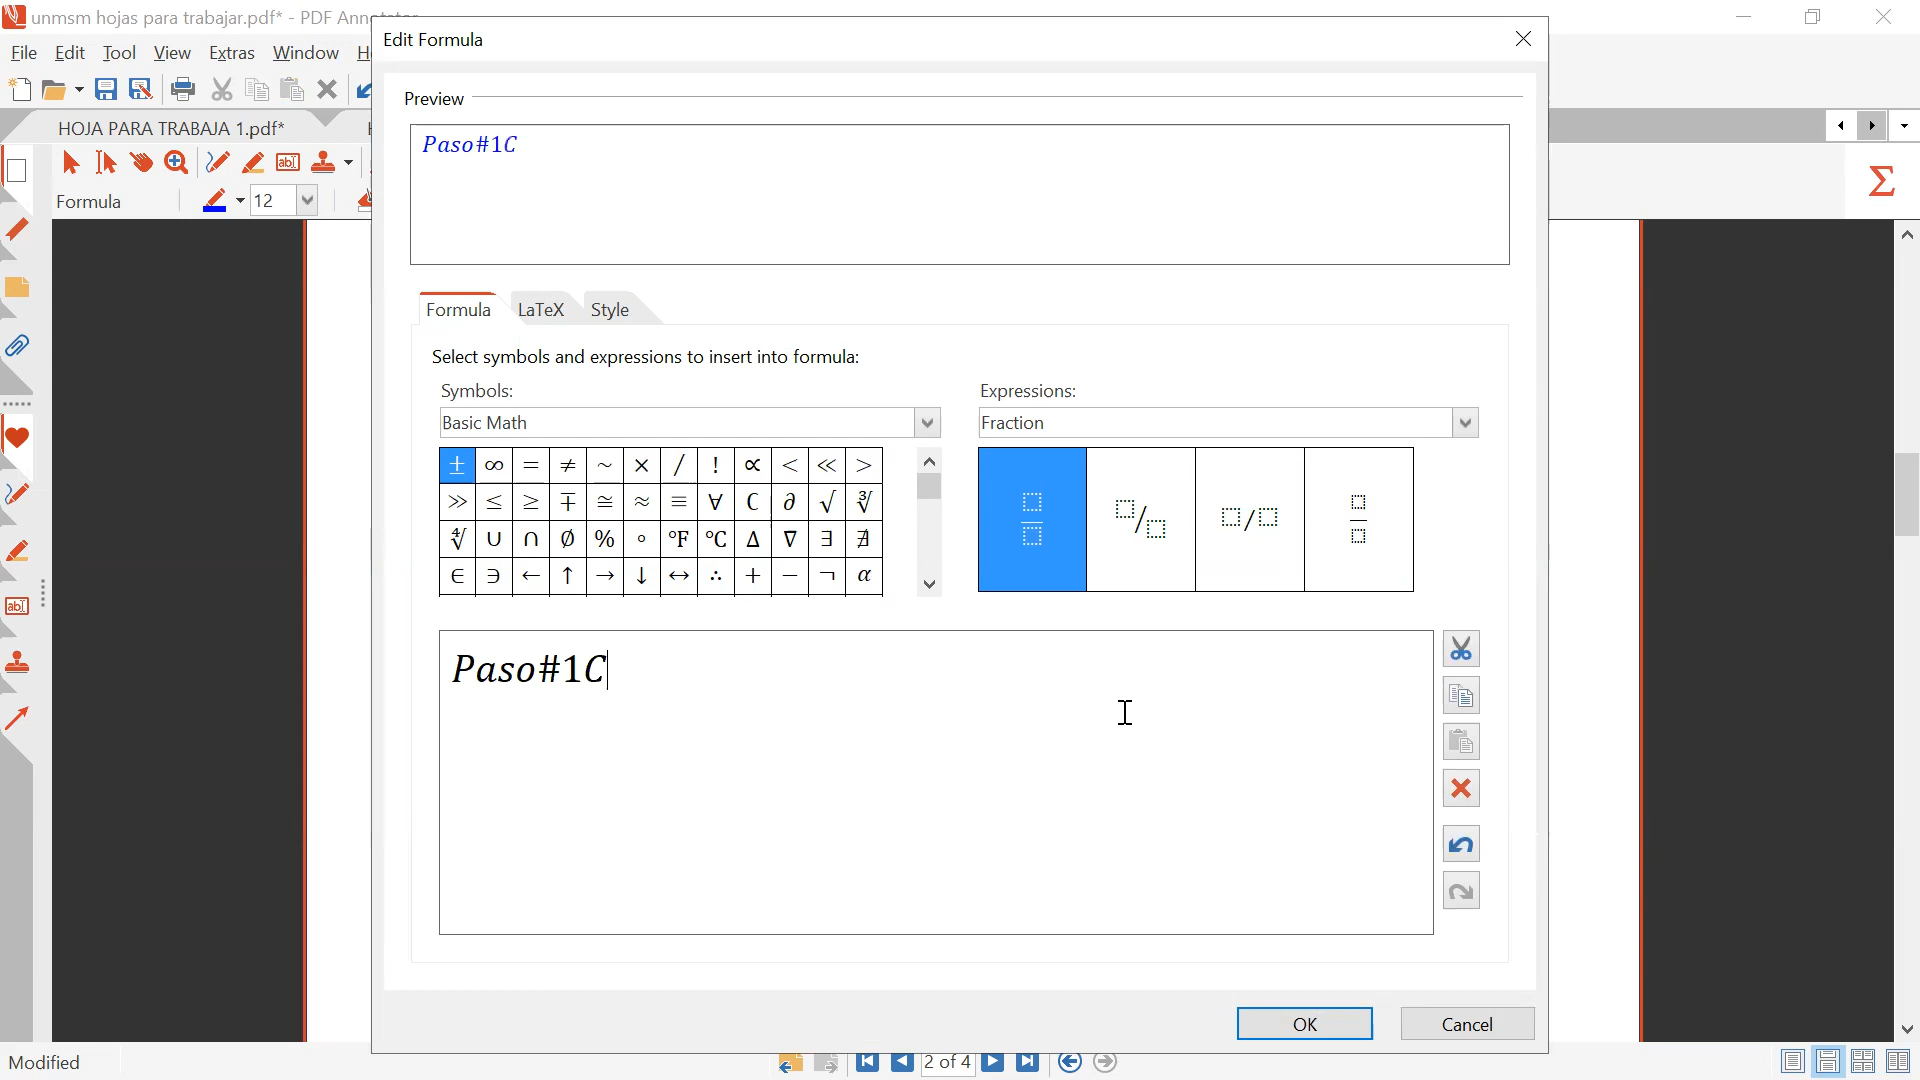 unmsm hojas para trabajar.pdf* - PDF Annotator
File Edit Tool View Extras Window
HOJA PARA TRABAJA 1.pdf*
Formula 12
Edit Formula
Preview
Paso#1C
Formula LaTeX Style
Select symbols and expressions to insert into formula:
Symbols: Expressions:
Basic Math Fraction
± ∞ = ≠ ~ × / ! ∝ < ≪ >
≫ ≤ ≥ ∓ ≅ ≈ ≡ ∀ C ∂ √ ∛
∜ ∪ ∩ ∅ % ° °F °C ∆ ∇ ∃ ∄
∈ ∋ ← ↑ → ↓ ↔ ∴ + − ¬ α
Paso#1C
OK Cancel
Modified 2 of 4